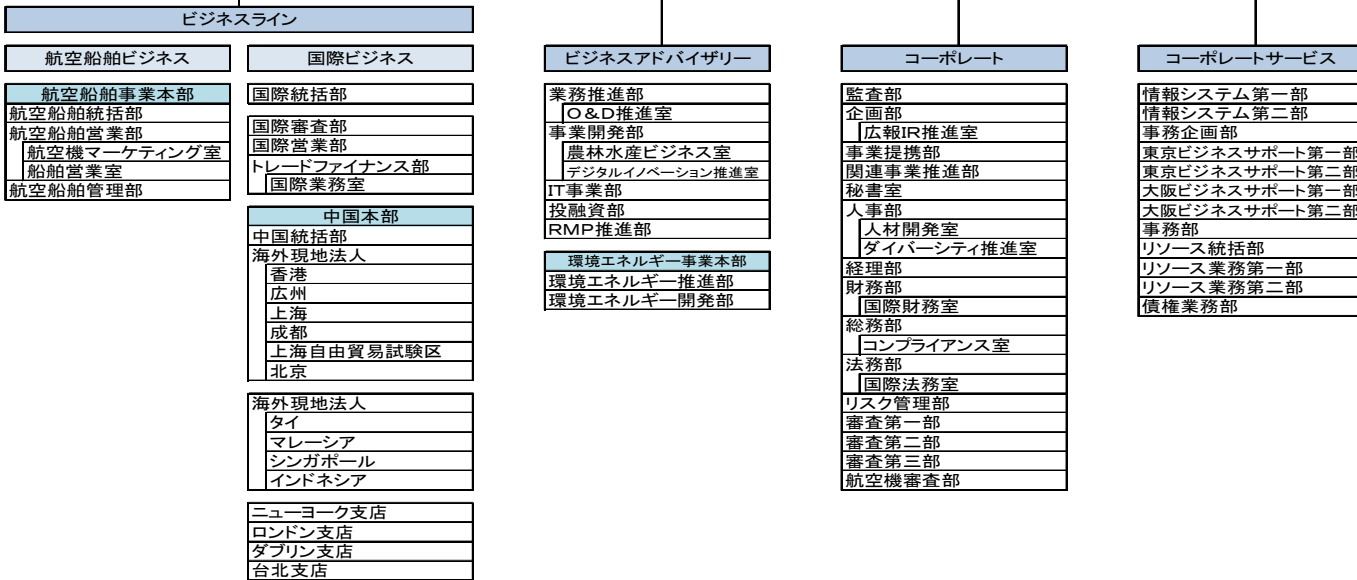 ビジネスライン
航空船舶ビジネス
航空船舶事業本部
航空船舶統括部
航空船舶営業部
航空機マーケティング室
船舶営業室
航空船舶管理部
国際ビジネス
国際統括部
国際審査部
国際営業部
トレードファイナンス部
国際業務室
中国本部
中国統括部
海外現地法人
香港
広州
上海
成都
上海自由貿易試験区
北京
海外現地法人
タイ
マレーシア
シンガポール
インドネシア
ニューヨーク支店
ロンドン支店
ダブリン支店
台北支店
ビジネスアドバイザリー
業務推進部
O&D推進室
事業開発部
農林水産ビジネス室
デジタルイノベーション推進室
IT事業部
投融資部
RMP推進部
環境エネルギー事業本部
環境エネルギー推進部
環境エネルギー開発部
コーポレート
監査部
企画部
広報IR推進室
事業提携部
関連事業推進部
秘書室
人事部
人材開発室
ダイバーシティ推進室
経理部
財務部
国際財務室
総務部
コンプライアンス室
法務部
国際法務室
リスク管理部
審査第一部
審査第二部
審査第三部
航空機審査部
コーポレートサービス
情報システム第一部
情報システム第二部
事務企画部
東京ビジネスサポート第一部
東京ビジネスサポート第二部
大阪ビジネスサポート第一部
大阪ビジネスサポート第二部
事務部
リソース統括部
リソース業務第一部
リソース業務第二部
債権業務部